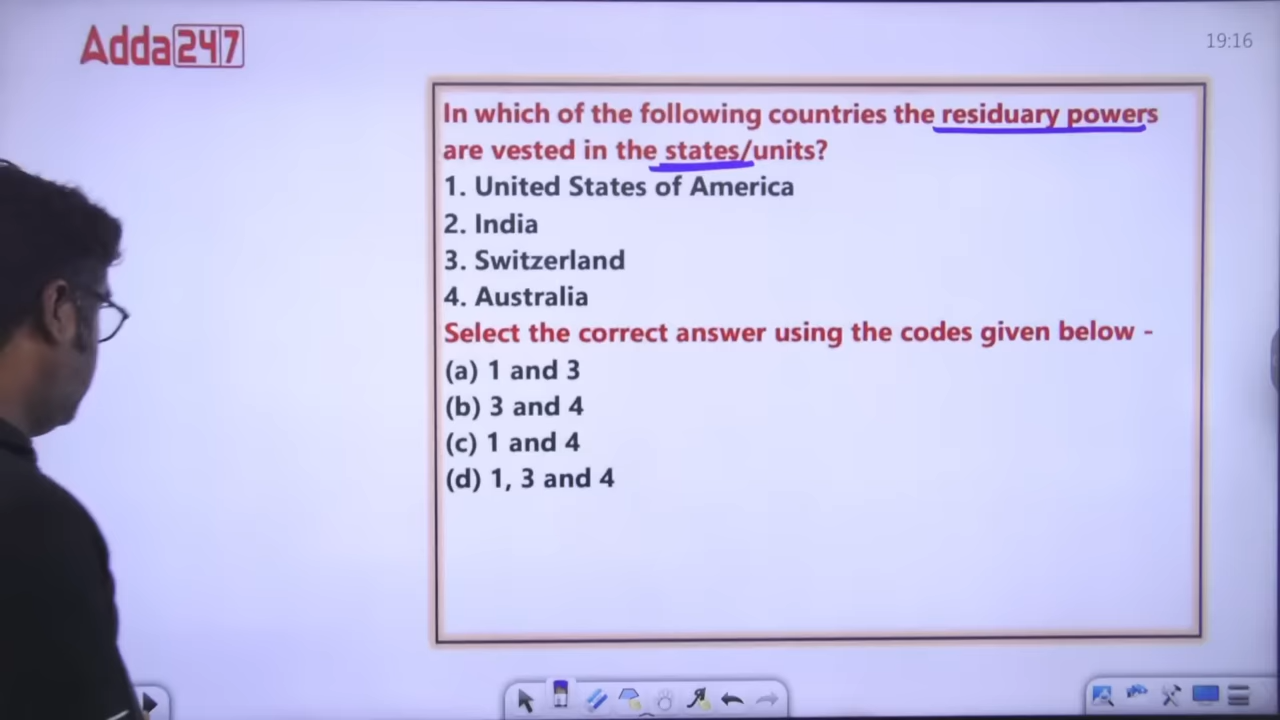 Adda247
19:16
In which of the following countries the residuary powers
are vested in the states/units?
1. United States of America
2. India
3. Switzerland
4. Australia
Select the correct answer using the codes given below -
(a) 1 and 3
(b) 3 and 4
(c) 1 and 4
(d) 1, 3 and 4